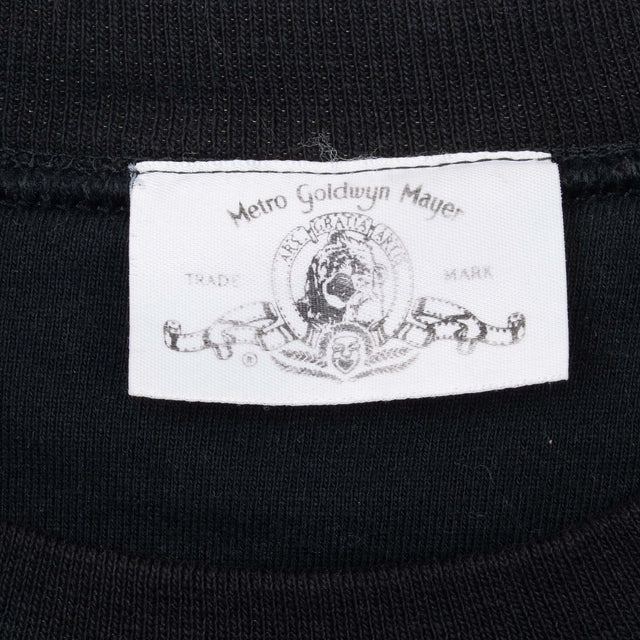 Metro Goldwyn Mayer
ARS GRATIA ARTIS
TRADE MARK
®